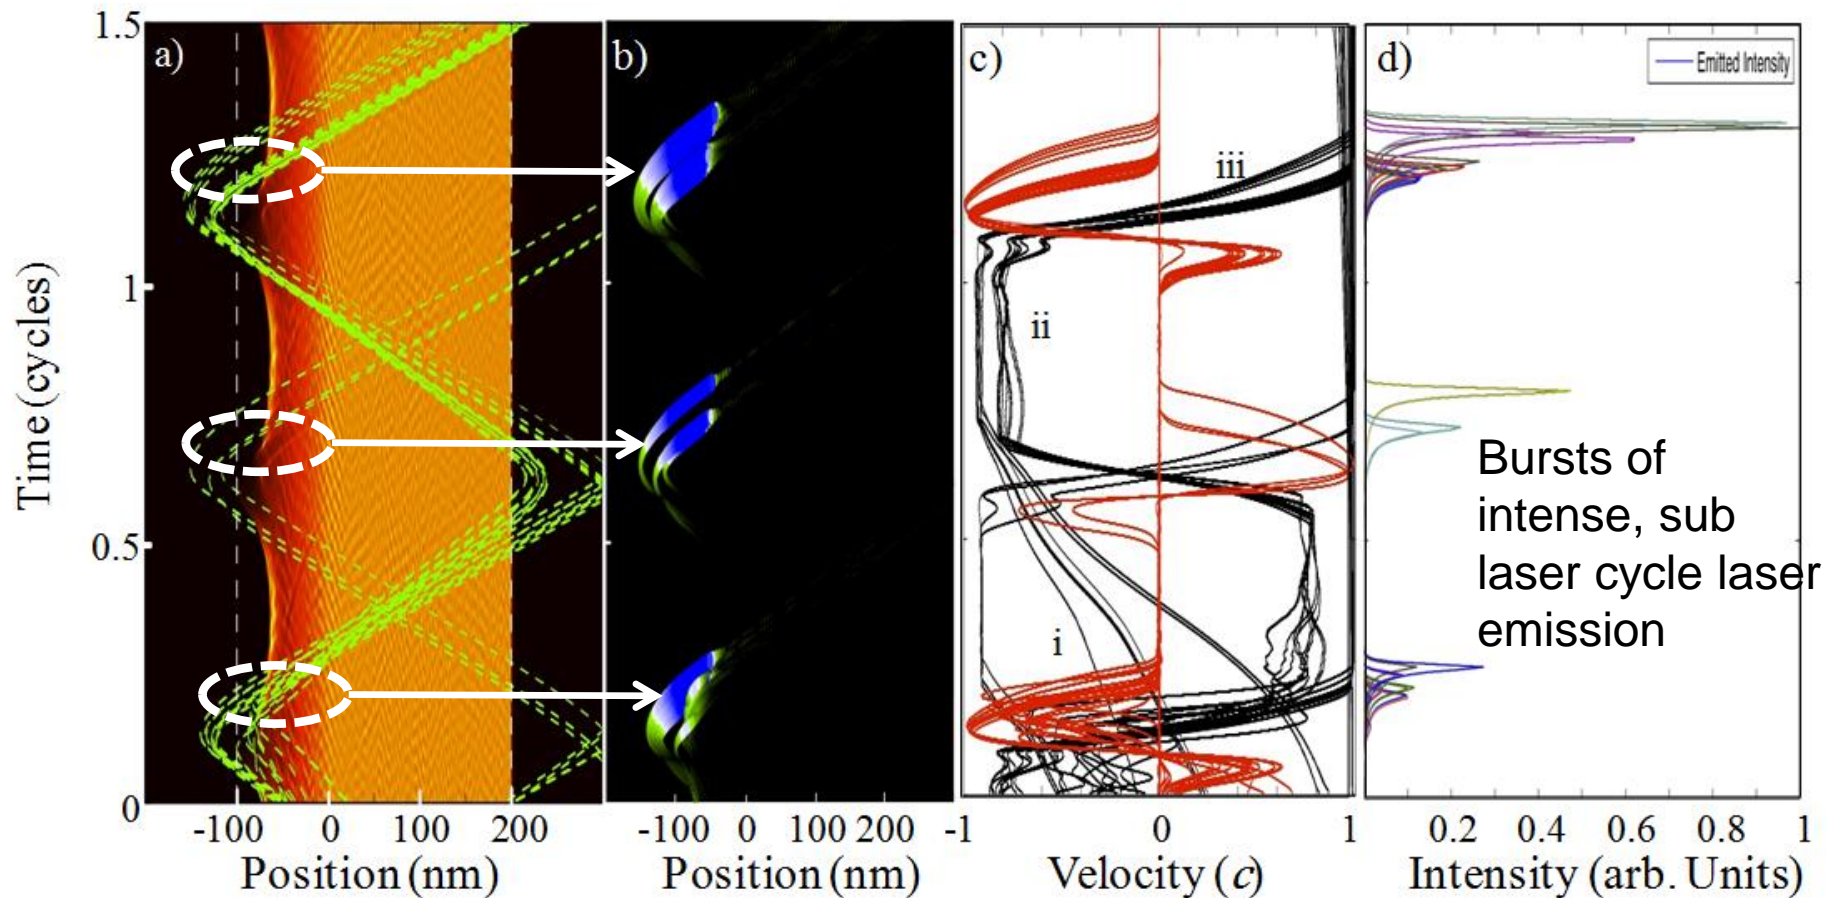 1.5
a)
b)
c)
d)
Emitted Intensity
iii
1
ii
Time (cycles)
Bursts of
intense, sub
laser cycle laser
emission
0.5
i
0
-100 0 100 200
-100 0 100 200
-1 0 1
0.2 0.4 0.6 0.8 1
Position (nm)
Position (nm)
Velocity (c)
Intensity (arb. Units)